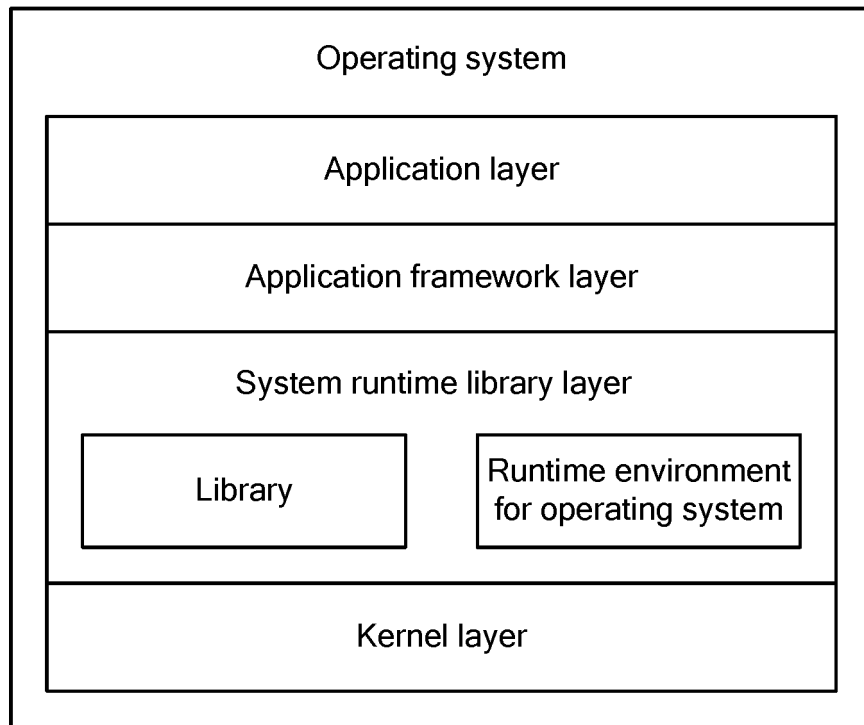 Operating system
Application layer
Application framework layer
System runtime library layer
Library
Runtime environment
for operating system
Kernel layer